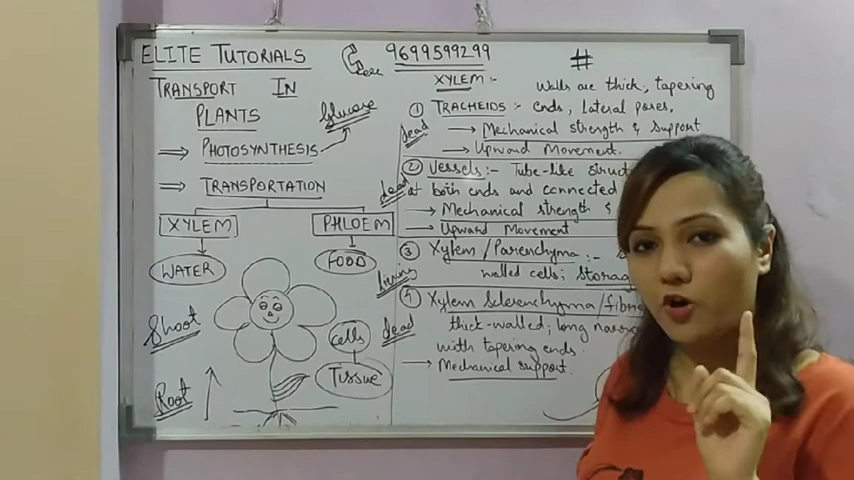 ELITE TUTORIALS
9699599299
#
TRANSPORT IN
PLANTS
Glucose
→ PHOTOSYNTHESIS
→ TRANSPORTATION
XYLEM
PHLOEM
WATER
FOOD
Shoot
Root
cells
Tissue
XYLEM:-
Walls are thick, tapering
① TRACHEIDS:- ends, lateral pores,
dead
→ Mechanical strength & support
→ Upward Movement.
② Vessels:- Tube-like struct
dead
at both ends and connected
→ Mechanical strength &
→ Upward Movement
③ Xylem/Parenchyma:-
walled cells; storag
living
④ Xylem Sclerenchyma/fibr
dead
thick-walled; long narro
with tapering ends.
→ Mechanical support.